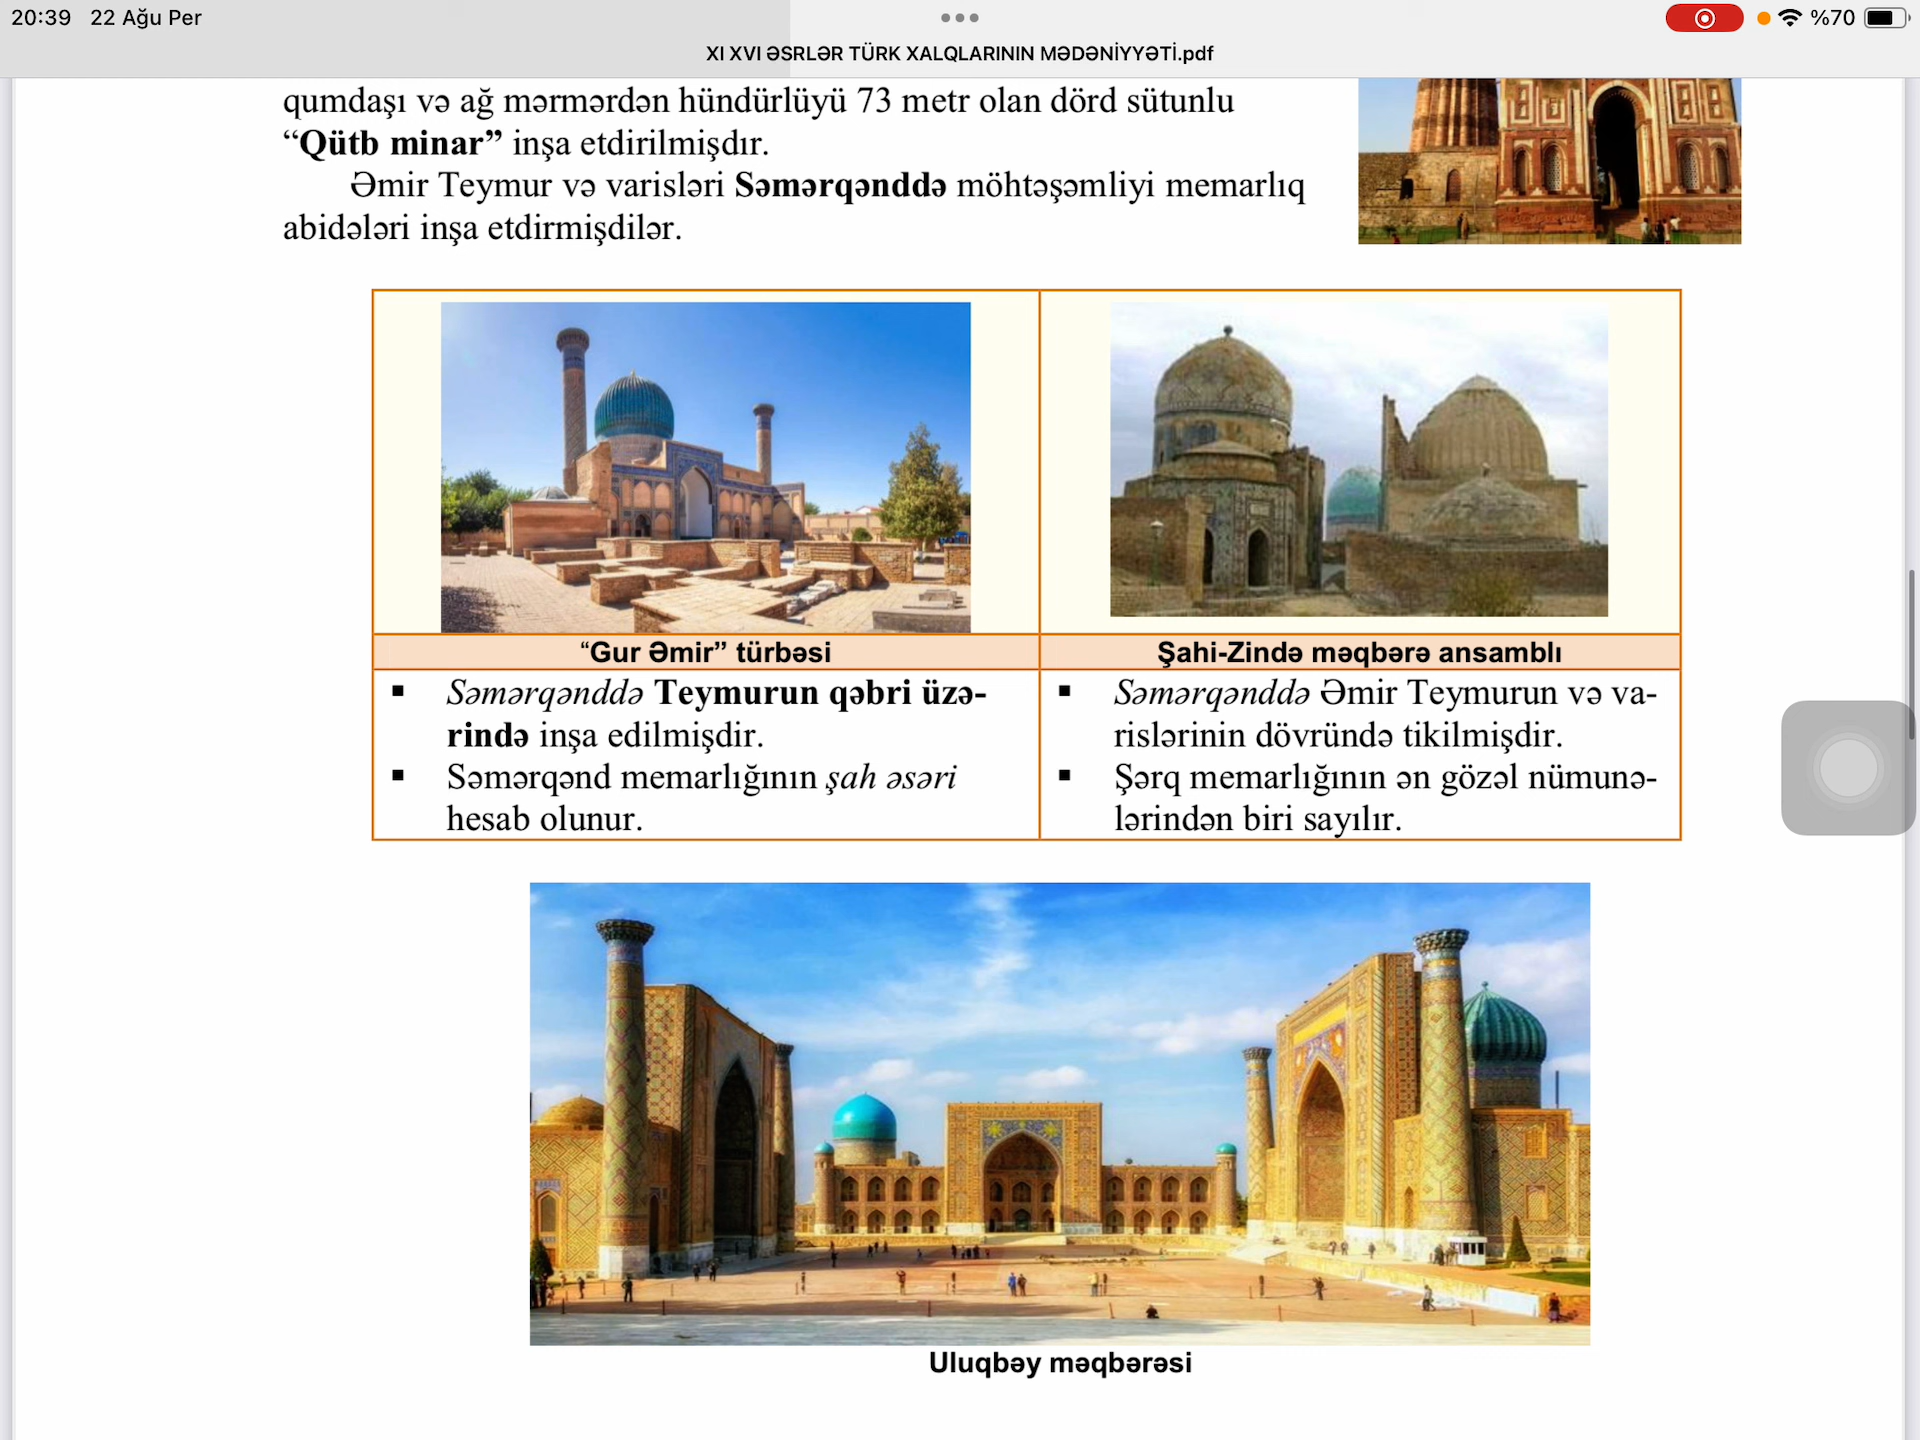 20:39 22 Ağu Per
%70
XI XVI ƏSRLƏR TÜRK XALQLARININ MƏDƏNİYYƏTİ.pdf
qumdaşı və ağ mərmərdən hündürlüyü 73 metr olan dörd sütunlu
“Qütb minar” inşa etdirilmişdır.
Əmir Teymur və varisləri Səmərqənddə möhtəşəmliyi memarlıq
abidələri inşa etdirmişdilər.
“Gur Əmir” türbəsi
▪ Səmərqənddə Teymurun qəbri üzə-
rində inşa edilmişdir.
▪ Səmərqənd memarlığının şah əsəri
hesab olunur.
Şahi-Zində məqbərə ansamblı
▪ Səmərqənddə Əmir Teymurun və va-
rislərinin dövründə tikilmişdir.
▪ Şərq memarlığının ən gözəl nümunə-
lərindən biri sayılır.
Uluqbəy məqbərəsi